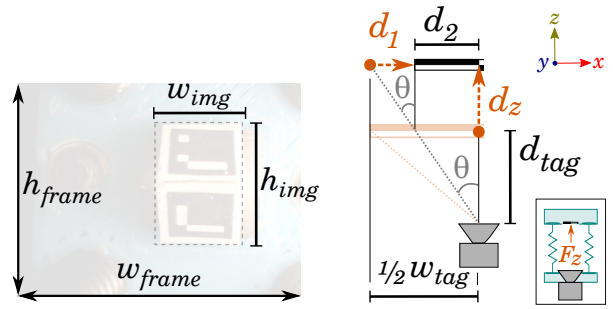 w_img
h_frame
h_img
w_frame
d_2
d_1
θ
d_z
θ
d_tag
½ w_tag
z
y
x
F_z